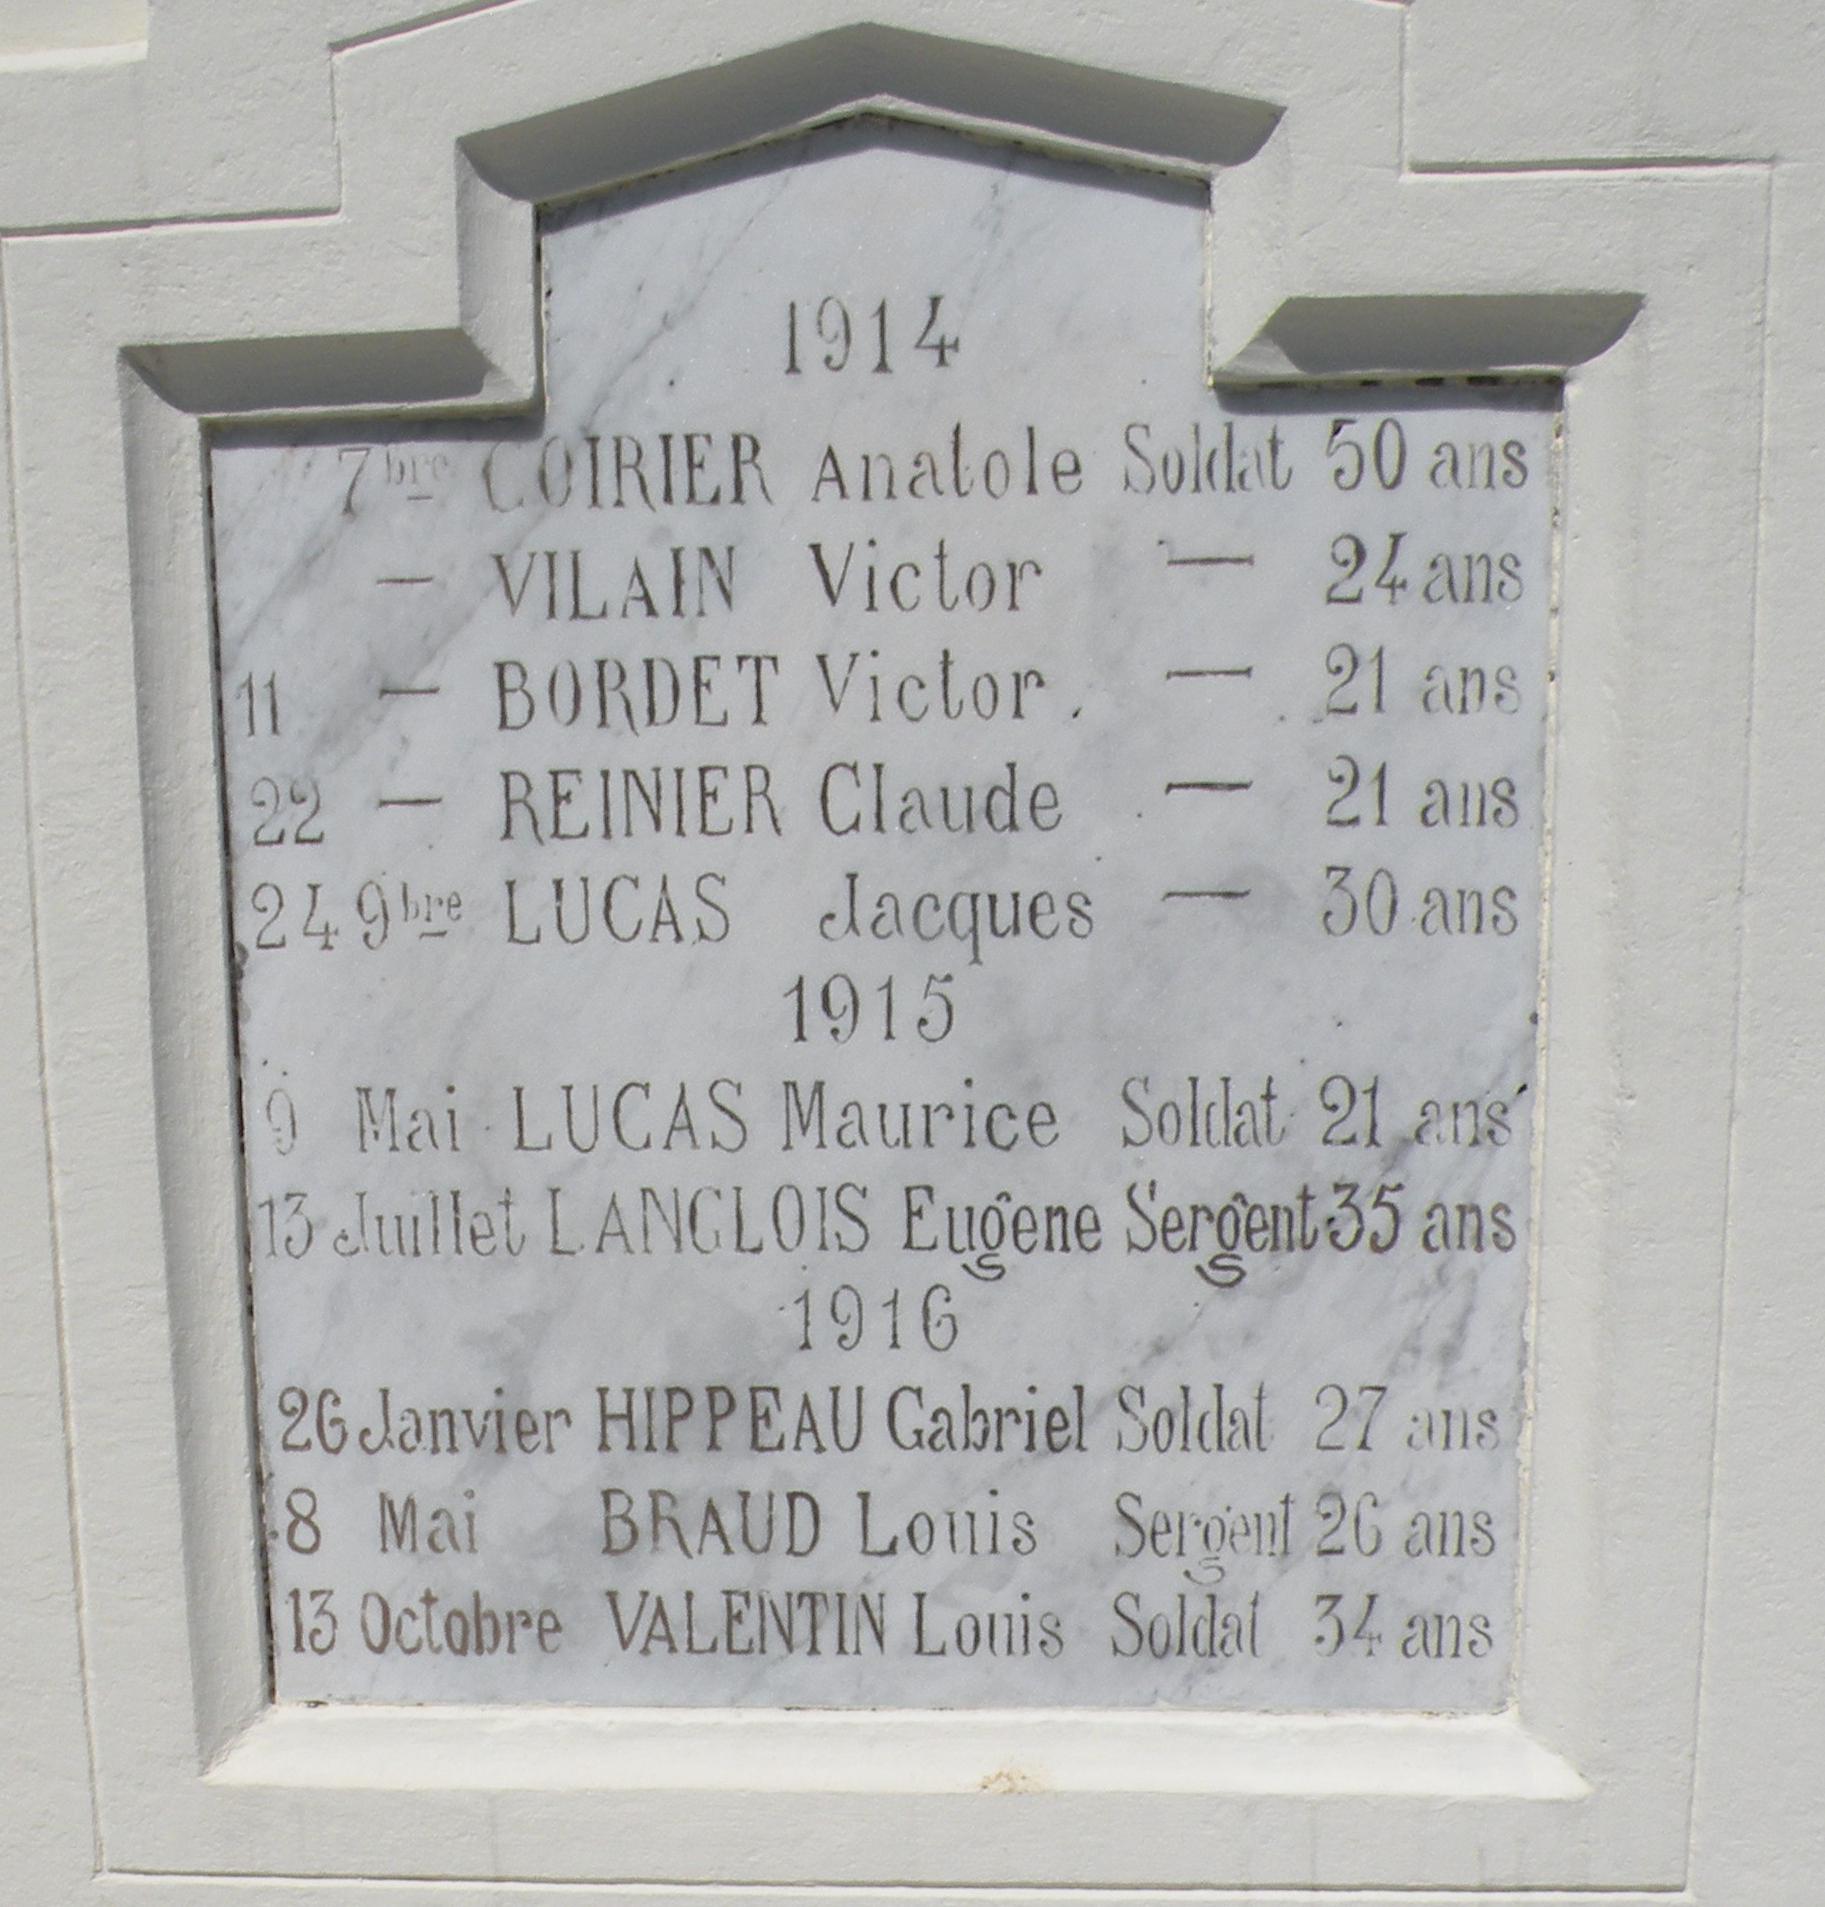 1914
7bre COIRIER Anatole Soldat 50 ans
— VILAIN Victor — 24 ans
11 — BORDET Victor — 21 ans
22 — REINIER Claude — 21 ans
24 9bre LUCAS Jacques — 30 ans
1915
9 Mai LUCAS Maurice Soldat 21 ans
13 Juillet LANGLOIS Eugène Sergent 35 ans
1916
26 Janvier HIPPEAU Gabriel Soldat 27 ans
8 Mai BRAUD Louis Sergent 26 ans
13 Octobre VALENTIN Louis Soldat 34 ans